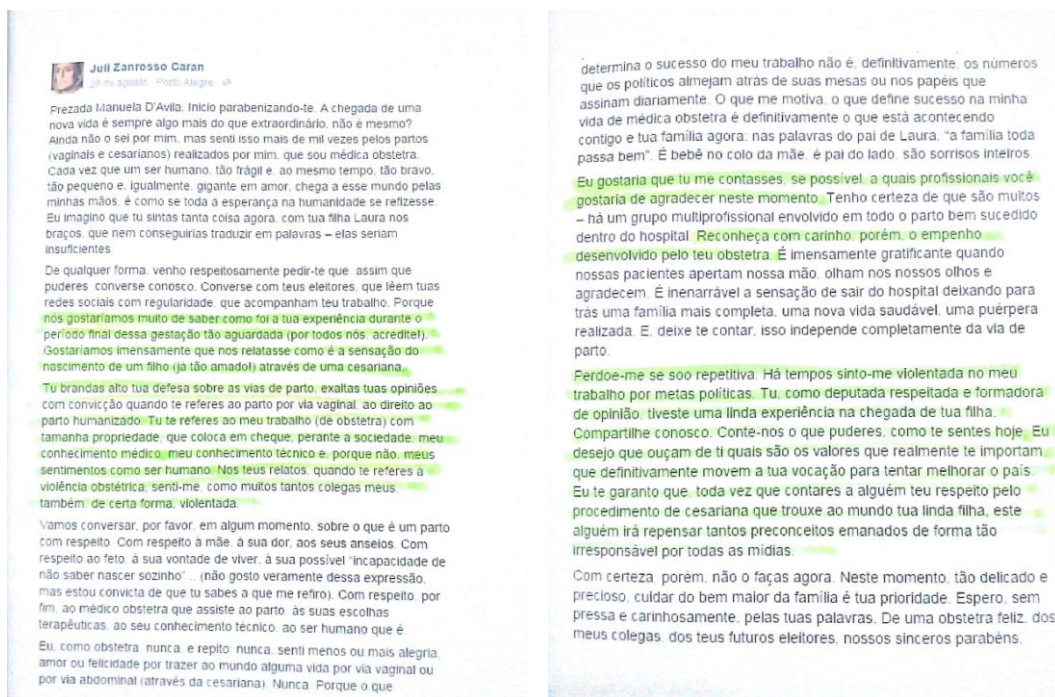 Juli Zanrosso Caran
28 de agosto · Porto Alegre
Prezada Manuela D'Avila. Inicio parabenizando-te. A chegada de uma
nova vida é sempre algo mais do que extraordinário, não é mesmo?
Ainda não o sei por mim, mas senti isso mais de mil vezes pelos partos
(vaginais e cesarianos) realizados por mim, que sou médica obstetra.
Cada vez que um ser humano, tão frágil e, ao mesmo tempo, tão bravo,
tão pequeno e, igualmente, gigante em amor, chega a esse mundo pelas
minhas mãos, é como se toda a esperança na humanidade se refizesse.
Eu imagino que tu sintas tanta coisa agora, com tua filha Laura nos
braços, que nem conseguirias traduzir em palavras – elas seriam
insuficientes.
De qualquer forma, venho respeitosamente pedir-te que, assim que
puderes, converse conosco. Converse com teus eleitores, que lêem tuas
redes sociais com regularidade, que acompanham teu trabalho. Porque
nós gostaríamos muito de saber como foi a tua experiência durante o
período final dessa gestação tão aguardada (por todos nós, acredite!).
Gostaríamos imensamente que nos relatasse como é a sensação do
nascimento de um filho (já tão amado!) através de uma cesariana.
Tu brandas alto tua defesa sobre as vias de parto, exaltas tuas opiniões
com convicção quando te referes ao parto por via vaginal, ao direito ao
parto humanizado. Tu te referes ao meu trabalho (de obstetra) com
tamanha propriedade, que coloca em cheque, perante a sociedade, meu
conhecimento médico, meu conhecimento técnico e, porque não, meus
sentimentos como ser humano. Nos teus relatos, quando te referes à
violência obstétrica, senti-me, como muitos tantos colegas meus,
também, de certa forma, violentada.
Vamos conversar, por favor, em algum momento, sobre o que é um parto
com respeito. Com respeito à mãe, à sua dor, aos seus anseios. Com
respeito ao feto, à sua vontade de viver, à sua possível "incapacidade de
não saber nascer sozinho"... (não gosto veramente dessa expressão,
mas estou convicta de que tu sabes a que me refiro). Com respeito, por
fim, ao médico obstetra que assiste ao parto, às suas escolhas
terapêuticas, ao seu conhecimento técnico, ao ser humano que é.
Eu, como obstetra, nunca, e repito: nunca, senti menos ou mais alegria,
amor ou felicidade por trazer ao mundo alguma vida por via vaginal ou
por via abdominal (através da cesariana). Nunca. Porque o que
determina o sucesso do meu trabalho não é, definitivamente, os números
que os políticos almejam atrás de suas mesas ou nos papéis que
assinam diariamente. O que me motiva, o que define sucesso na minha
vida de médica obstetra é definitivamente o que está acontecendo
contigo e tua família agora: nas palavras do pai de Laura, "a família toda
passa bem". É bebê no colo da mãe, é pai do lado, são sorrisos inteiros.
Eu gostaria que tu me contasses, se possível, a quais profissionais você
gostaria de agradecer neste momento. Tenho certeza de que são muitos
– há um grupo multiprofissional envolvido em todo o parto bem sucedido
dentro do hospital. Reconheça com carinho, porém, o empenho
desenvolvido pelo teu obstetra. É imensamente gratificante quando
nossas pacientes apertam nossa mão, olham nos nossos olhos e
agradecem. É inenarrável a sensação de sair do hospital deixando para
trás uma família mais completa, uma nova vida saudável, uma puérpera
realizada. E, deixe te contar, isso independe completamente da via de
parto.
Perdoe-me se soo repetitiva. Há tempos sinto-me violentada no meu
trabalho por metas políticas. Tu, como deputada respeitada e formadora
de opinião, tiveste uma linda experiência na chegada de tua filha.
Compartilhe conosco. Conte-nos o que puderes, como te sentes hoje. Eu
desejo que ouçam de ti quais são os valores que realmente te importam,
que definitivamente movem a tua vocação para tentar melhorar o país.
Eu te garanto que, toda vez que contares a alguém teu respeito pelo
procedimento de cesariana que trouxe ao mundo tua linda filha, este
alguém irá repensar tantos preconceitos emanados de forma tão
irresponsável por todas as mídias.
Com certeza, porém, não o faças agora. Neste momento, tão delicado e
precioso, cuidar do bem maior da família é tua prioridade. Espero, sem
pressa e carinhosamente, pelas tuas palavras. De uma obstetra feliz, dos
meus colegas, dos teus futuros eleitores, nossos sinceros parabéns.